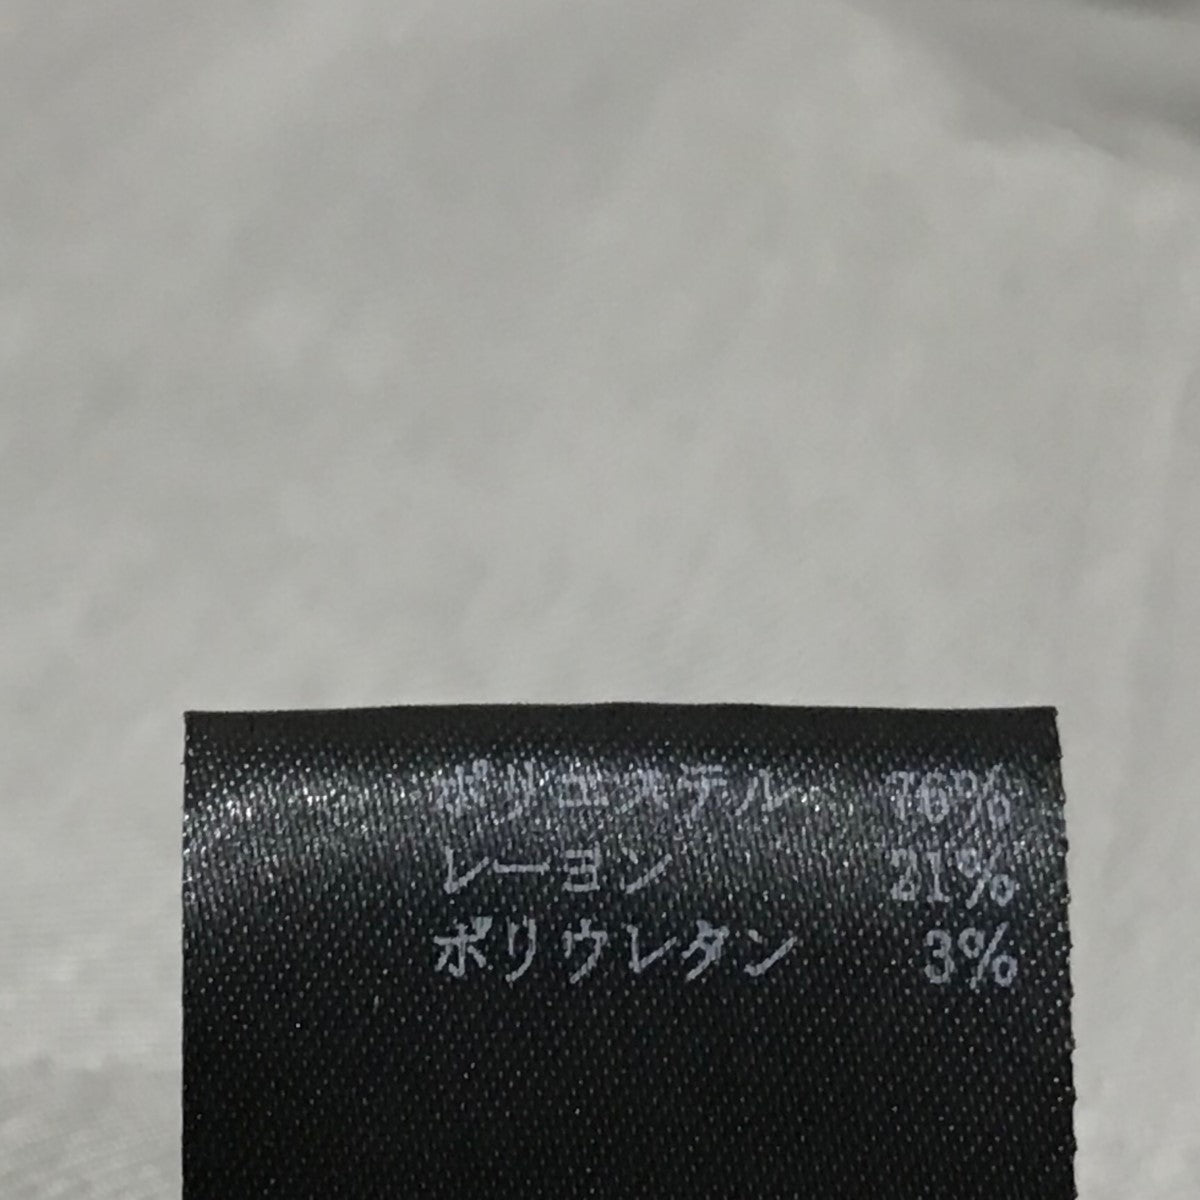 ポリエステル 76%
レーヨン 21%
ポリウレタン 3%